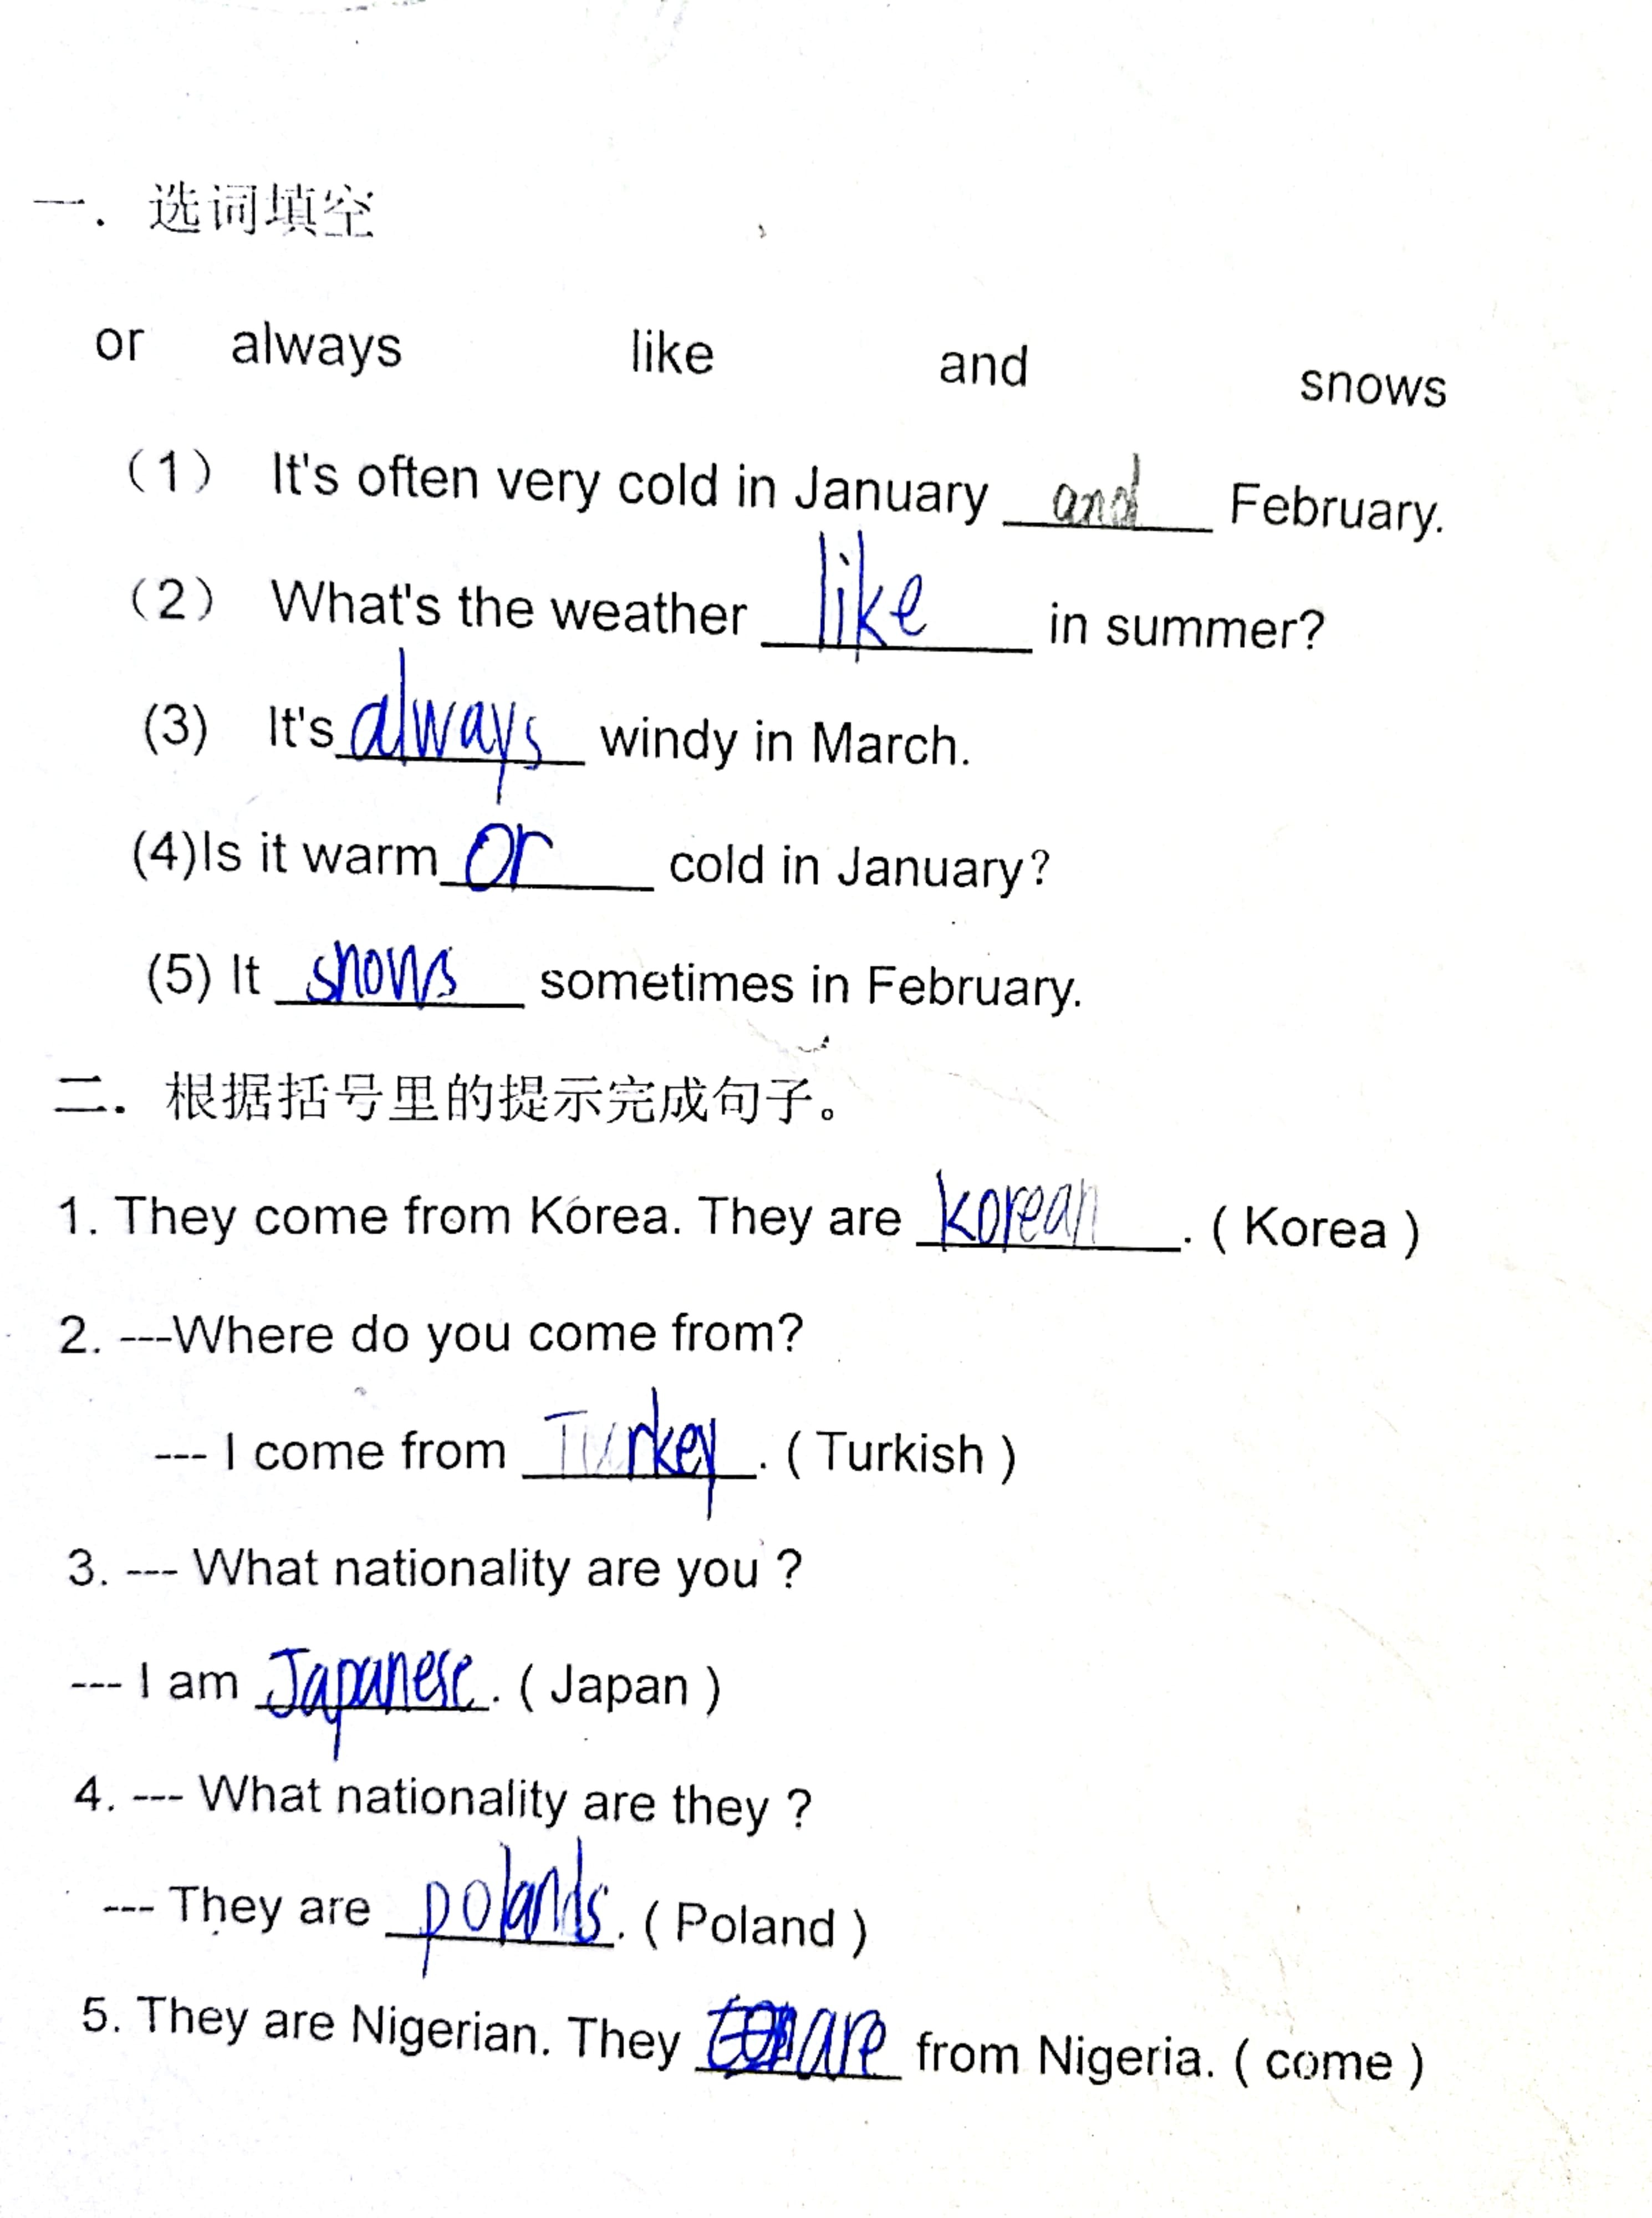 一. 选词填空
or always like and snows
（1） It's often very cold in January and February.
（2） What's the weather like in summer?
(3) It's always windy in March.
(4)Is it warm or cold in January?
(5) It snows sometimes in February.
二. 根据括号里的提示完成句子。
1. They come from Korea. They are korean. ( Korea )
2. ---Where do you come from?
--- I come from Turkey. ( Turkish )
3. --- What nationality are you ?
--- I am Japanese. ( Japan )
4. --- What nationality are they ?
--- They are polands. ( Poland )
5. They are Nigerian. They are from Nigeria. ( come )